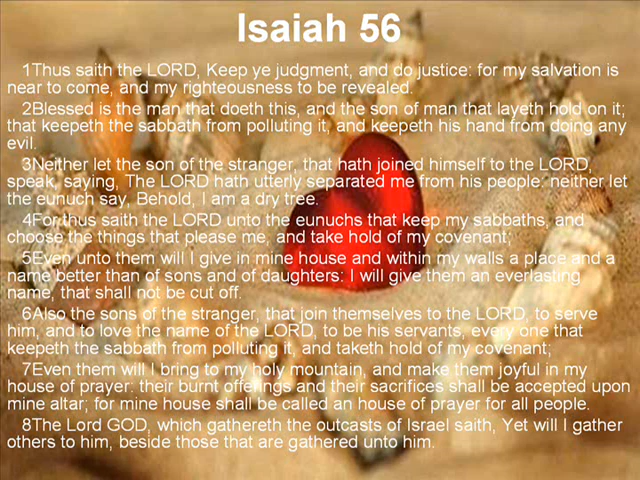 Isaiah 56
1Thus saith the LORD, Keep ye judgment, and do justice: for my salvation is
near to come, and my righteousness to be revealed.
2Blessed is the man that doeth this, and the son of man that layeth hold on it;
that keepeth the sabbath from polluting it, and keepeth his hand from doing any
evil.
3Neither let the son of the stranger, that hath joined himself to the LORD,
speak, saying, The LORD hath utterly separated me from his people: neither let
the eunuch say, Behold, I am a dry tree.
4For thus saith the LORD unto the eunuchs that keep my sabbaths, and
choose the things that please me, and take hold of my covenant;
5Even unto them will I give in mine house and within my walls a place and a
name better than of sons and of daughters: I will give them an everlasting
name, that shall not be cut off.
6Also the sons of the stranger, that join themselves to the LORD, to serve
him, and to love the name of the LORD, to be his servants, every one that
keepeth the sabbath from polluting it, and taketh hold of my covenant;
7Even them will I bring to my holy mountain, and make them joyful in my
house of prayer: their burnt offerings and their sacrifices shall be accepted upon
mine altar; for mine house shall be called an house of prayer for all people.
8The Lord GOD, which gathereth the outcasts of Israel saith, Yet will I gather
others to him, beside those that are gathered unto him.